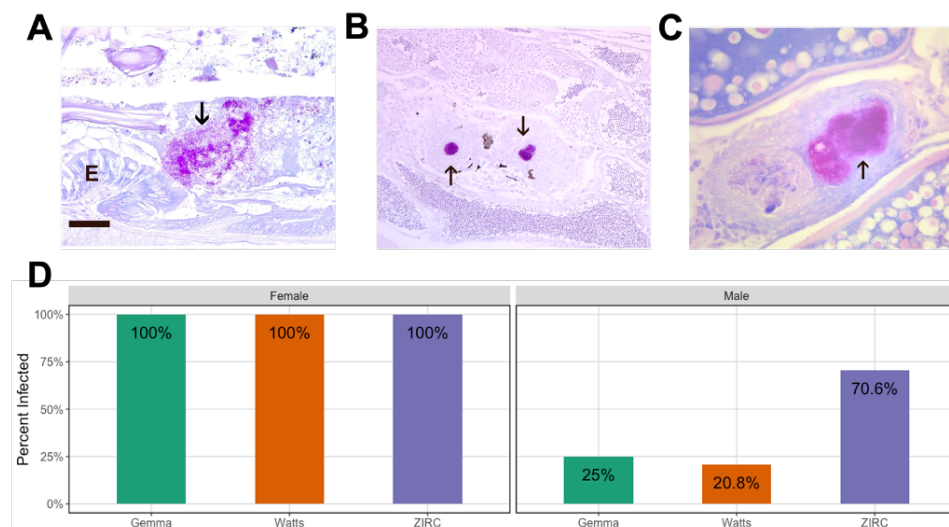 A
B
C
E
D
Female
Male
Percent Infected
100%
75%
50%
25%
0%
100%
100%
100%
25%
20.8%
70.6%
Gemma
Watts
ZIRC
Gemma
Watts
ZIRC